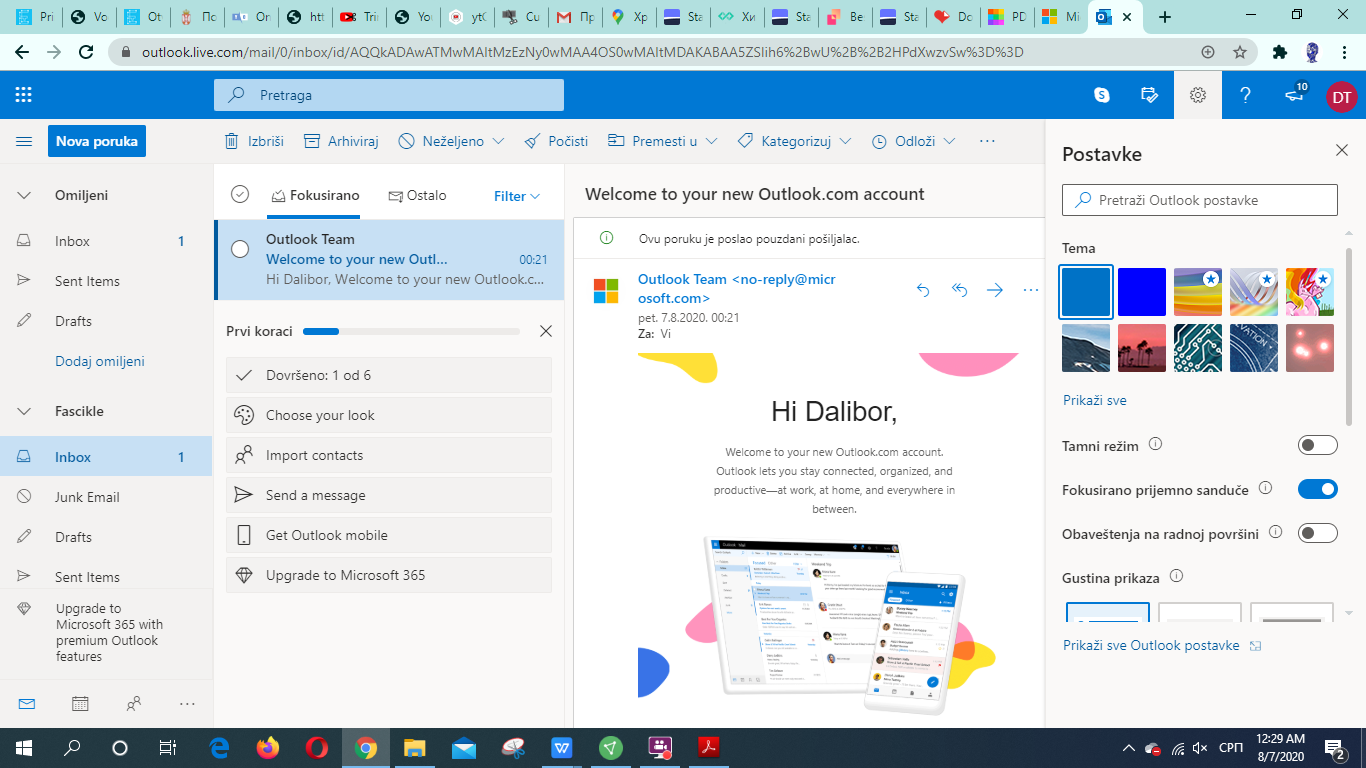 Pri
Vo
Ot
По
On
htt
Tri
Yo
ytC
Cu
Пр
Хр
Sta
Хи
Sta
Be
Sta
Do
PD
Mi
outlook.live.com/mail/0/inbox/id/AQQkADAwATMwMAItMzEzNy0wMAA4OS0wMAItMDAKABAA5ZSlih6%2BwU%2B%2B2HPdXwzvSw%3D%3D
Pretraga
10
DT
Nova poruka
Izbriši
Arhiviraj
Neželjeno
Počisti
Premesti u
Kategorizuj
Odloži
Omiljeni
Inbox 1
Sent Items
Drafts
Dodaj omiljeni
Fascikle
Inbox 1
Junk Email
Drafts
Sent Items
Upgrade to
Microsoft 365 with
premium Outlook
features
Fokusirano
Ostalo
Filter
Outlook Team
Welcome to your new Outl... 00:21
Hi Dalibor, Welcome to your new Outlook.c...
Prvi koraci
Dovršeno: 1 od 6
Choose your look
Import contacts
Send a message
Get Outlook mobile
Upgrade to Microsoft 365
Welcome to your new Outlook.com account
Ovu poruku je poslao pouzdani pošiljalac.
Outlook Team <no-reply@micr
osoft.com>
pet. 7.8.2020. 00:21
Za: Vi
Hi Dalibor,
Welcome to your new Outlook.com account.
Outlook lets you stay connected, organized, and
productive—at work, at home, and everywhere in
between.
Postavke
Pretraži Outlook postavke
Tema
Prikaži sve
Tamni režim
Fokusirano prijemno sanduče
Obaveštenja na radnoj površini
Gustina prikaza
Prikaži sve Outlook postavke
СРП
12:29 AM
8/7/2020
2